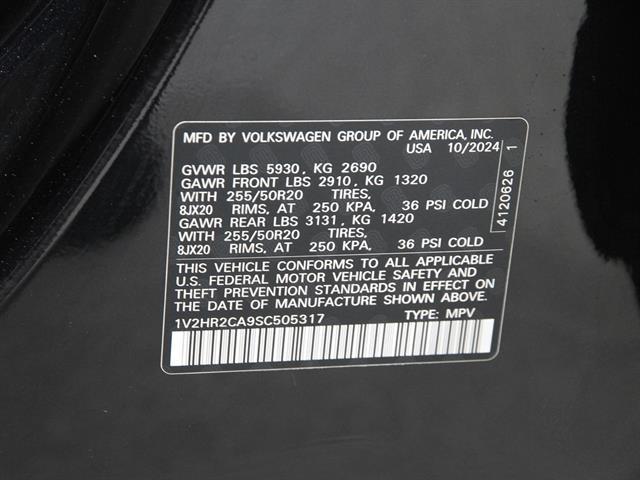 MFD BY VOLKSWAGEN GROUP OF AMERICA, INC.
USA 10/2024
GVWR LBS 5930, KG 2690
GAWR FRONT LBS 2910, KG 1320
WITH 255/50R20 TIRES,
8JX20 RIMS, AT 250 KPA, 36 PSI COLD
GAWR REAR LBS 3131, KG 1420
WITH 255/50R20 TIRES,
8JX20 RIMS, AT 250 KPA, 36 PSI COLD
THIS VEHICLE CONFORMS TO ALL APPLICABLE
U.S. FEDERAL MOTOR VEHICLE SAFETY AND
THEFT PREVENTION STANDARDS IN EFFECT ON
THE DATE OF MANUFACTURE SHOWN ABOVE.
1V2HR2CA9SC505317 TYPE: MPV
4120626 1